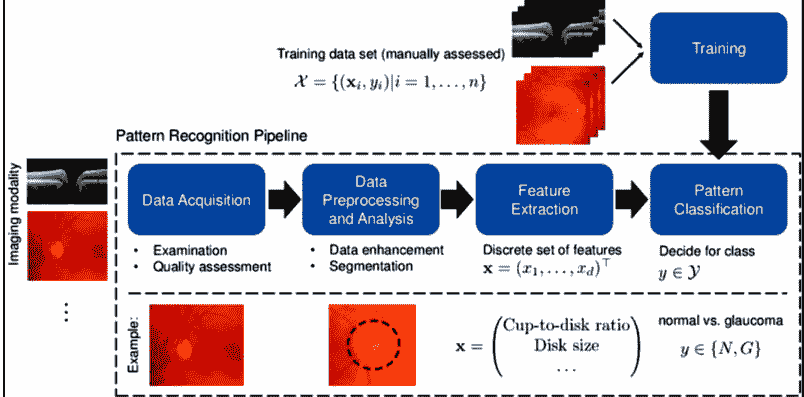 Training data set (manually assessed)
𝒳 = {(𝐱ᵢ, yᵢ)|i = 1, . . . , n}
Training
Pattern Recognition Pipeline
Imaging modality
Data Acquisition
Data
Preprocessing
and Analysis
Feature
Extraction
Pattern
Classification
• Examination
• Quality assessment
• Data enhancement
• Segmentation
Discrete set of features
𝐱 = (x₁, . . . , x_d)^⊤
Decide for class
y ∈ 𝒴
⋮
Example:
𝐱 =
Cup-to-disk ratio
Disk size
. . .
normal vs. glaucoma
y ∈ {N, G}